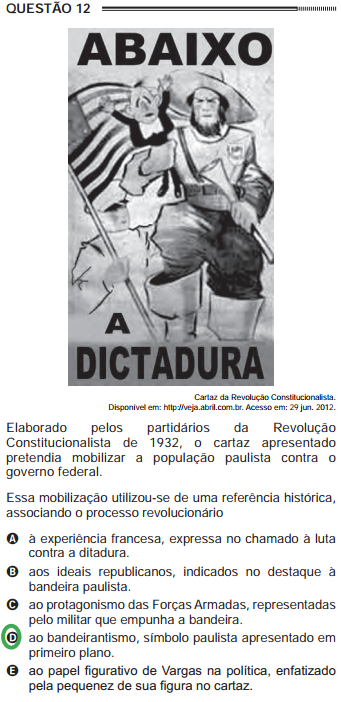 QUESTÃO 12
ABAIXO
A
DICTADURA
Cartaz da Revolução Constitucionalista.
Disponível em: http://veja.abril.com.br. Acesso em: 29 jun. 2012.
Elaborado pelos partidários da Revolução
Constitucionalista de 1932, o cartaz apresentado
pretendia mobilizar a população paulista contra o
governo federal.
Essa mobilização utilizou-se de uma referência histórica,
associando o processo revolucionário
A à experiência francesa, expressa no chamado à luta
contra a ditadura.
B aos ideais republicanos, indicados no destaque à
bandeira paulista.
C ao protagonismo das Forças Armadas, representadas
pelo militar que empunha a bandeira.
D ao bandeirantismo, símbolo paulista apresentado em
primeiro plano.
E ao papel figurativo de Vargas na política, enfatizado
pela pequenez de sua figura no cartaz.